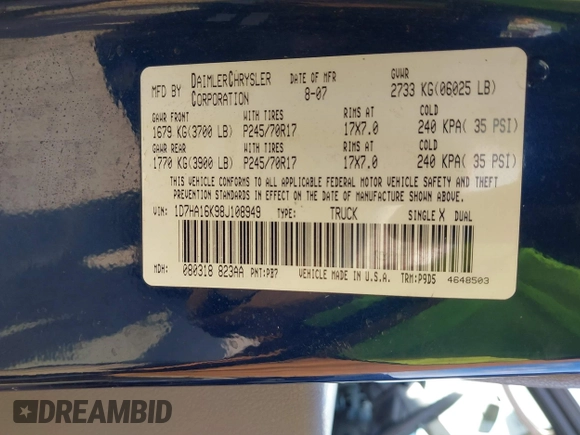 MFD BY DAIMLERCHRYSLER CORPORATION DATE OF MFR 8-07 GVWR 2733 KG(06025 LB)
GAWR FRONT WITH TIRES RIMS AT COLD
1679 KG(3700 LB) P245/70R17 17X7.0 240 KPA( 35 PSI)
GAWR REAR WITH TIRES RIMS AT COLD
1770 KG(3900 LB) P245/70R17 17X7.0 240 KPA( 35 PSI)
THIS VEHICLE CONFORMS TO ALL APPLICABLE FEDERAL MOTOR VEHICLE SAFETY AND THEFT
PREVENTION STANDARDS IN EFFECT ON THE DATE OF MANUFACTURE SHOWN ABOVE.
VIN: 1D7HA16K98J108949 TYPE: TRUCK SINGLE X DUAL
MDH: 080318 823AA PNT:PB7 VEHICLE MADE IN U.S.A. TRM:P9D5 4648503
DREAMBID